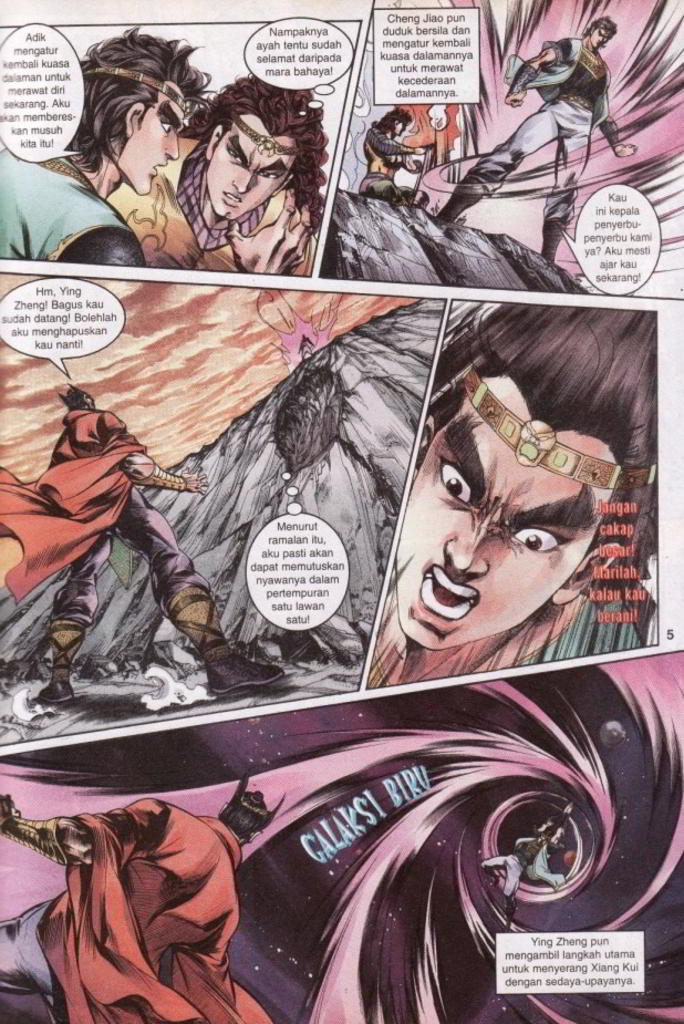 Adik
mengatur
kembali kuasa
dalaman untuk
merawat diri
sekarang. Aku
akan memberes-
kan musuh
kita itu!
Nampaknya
ayah tentu sudah
selamat daripada
mara bahaya!
Cheng Jiao pun
duduk bersila dan
mengatur kembali
kuasa dalamannya
untuk merawat
kecederaan
dalamannya.
Kau
ini kepala
penyerbu-
penyerbu kami
ya? Aku mesti
ajar kau
sekarang!
Hm, Ying
Zheng! Bagus kau
sudah datang! Bolehlah
aku menghapuskan
kau nanti!
Menurut
ramalan itu,
aku pasti akan
dapat memutuskan
nyawanya dalam
pertempuran
satu lawan
satu!
Jangan
cakap
besar!
Marilah,
kalau kau
berani!
5
GALAKSI BIRU
Ying Zheng pun
mengambil langkah utama
untuk menyerang Xiang Kui
dengan sedaya-upayanya.